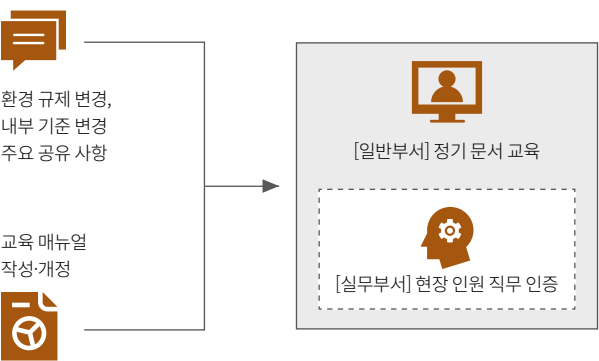 환경 규제 변경,
내부 기준 변경
주요 공유 사항
교육 매뉴얼
작성·개정
[일반부서] 정기 문서 교육
[실무부서] 현장 인원 직무 인증